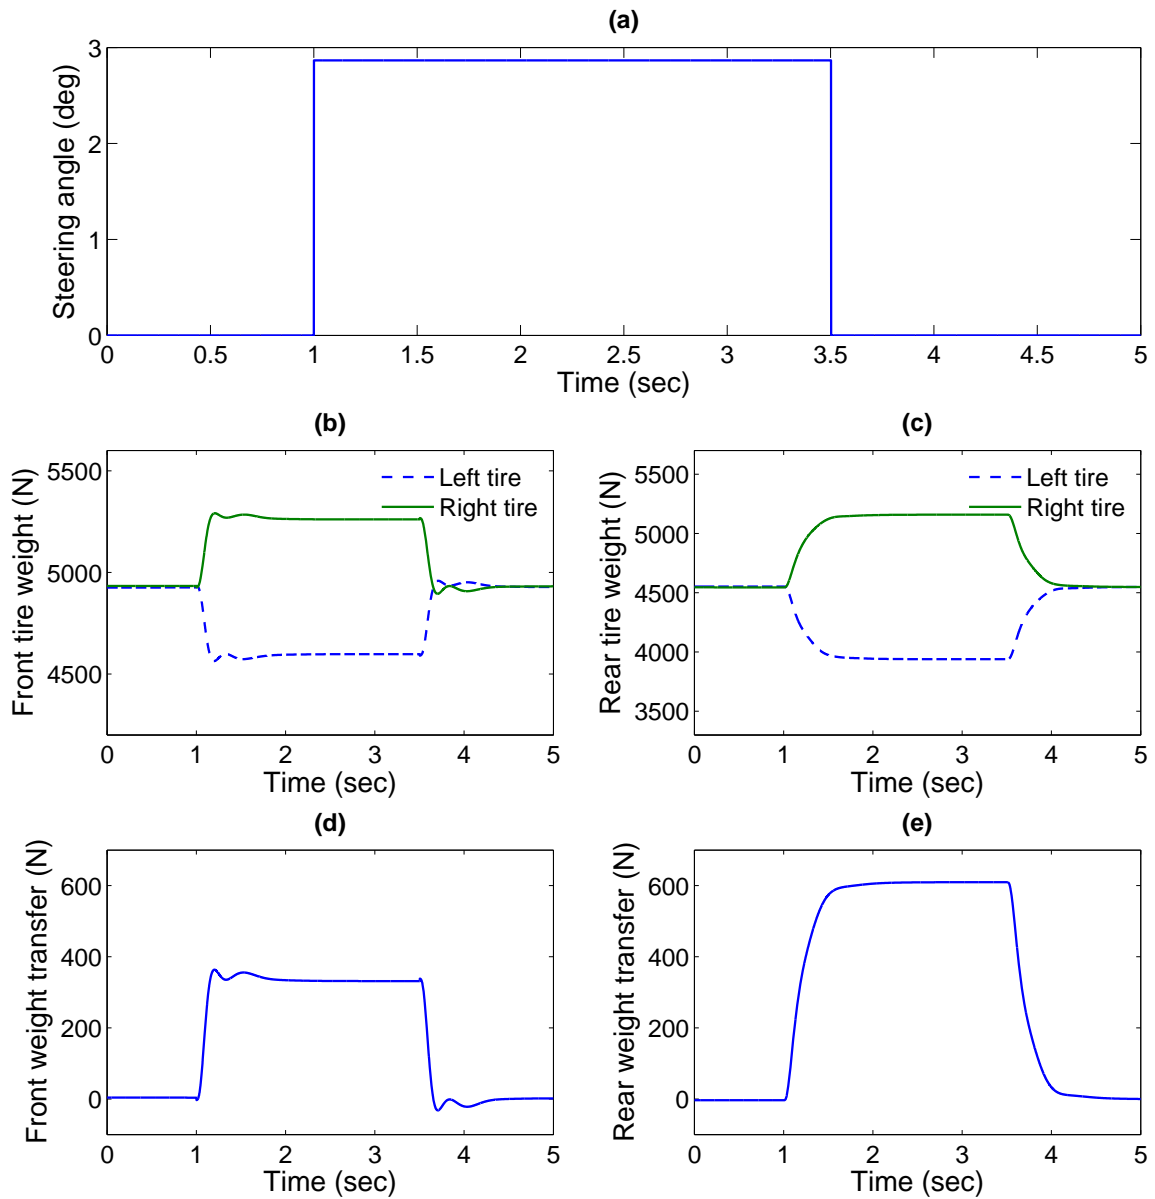 (a)
Steering angle (deg)
3
2
1
0
0 0.5 1 1.5 2 2.5 3 3.5 4 4.5 5
Time (sec)
(b)
Front tire weight (N)
5500
5000
4500
Left tire
Right tire
0 1 2 3 4 5
Time (sec)
(c)
Rear tire weight (N)
5500
5000
4500
4000
3500
Left tire
Right tire
0 1 2 3 4 5
Time (sec)
(d)
Front weight transfer (N)
600
400
200
0
0 1 2 3 4 5
Time (sec)
(e)
Rear weight transfer (N)
600
400
200
0
0 1 2 3 4 5
Time (sec)